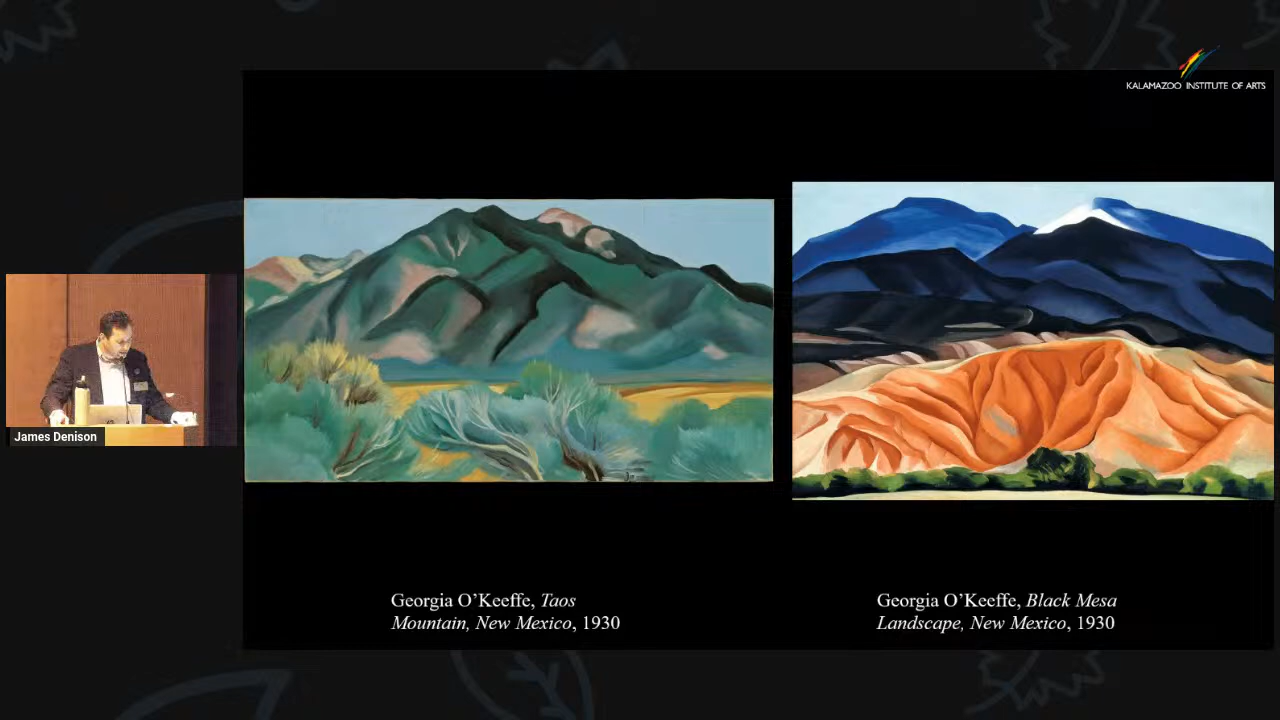 KALAMAZOO INSTITUTE OF ARTS
James Denison
Georgia O’Keeffe, Taos
Mountain, New Mexico, 1930
Georgia O’Keeffe, Black Mesa
Landscape, New Mexico, 1930